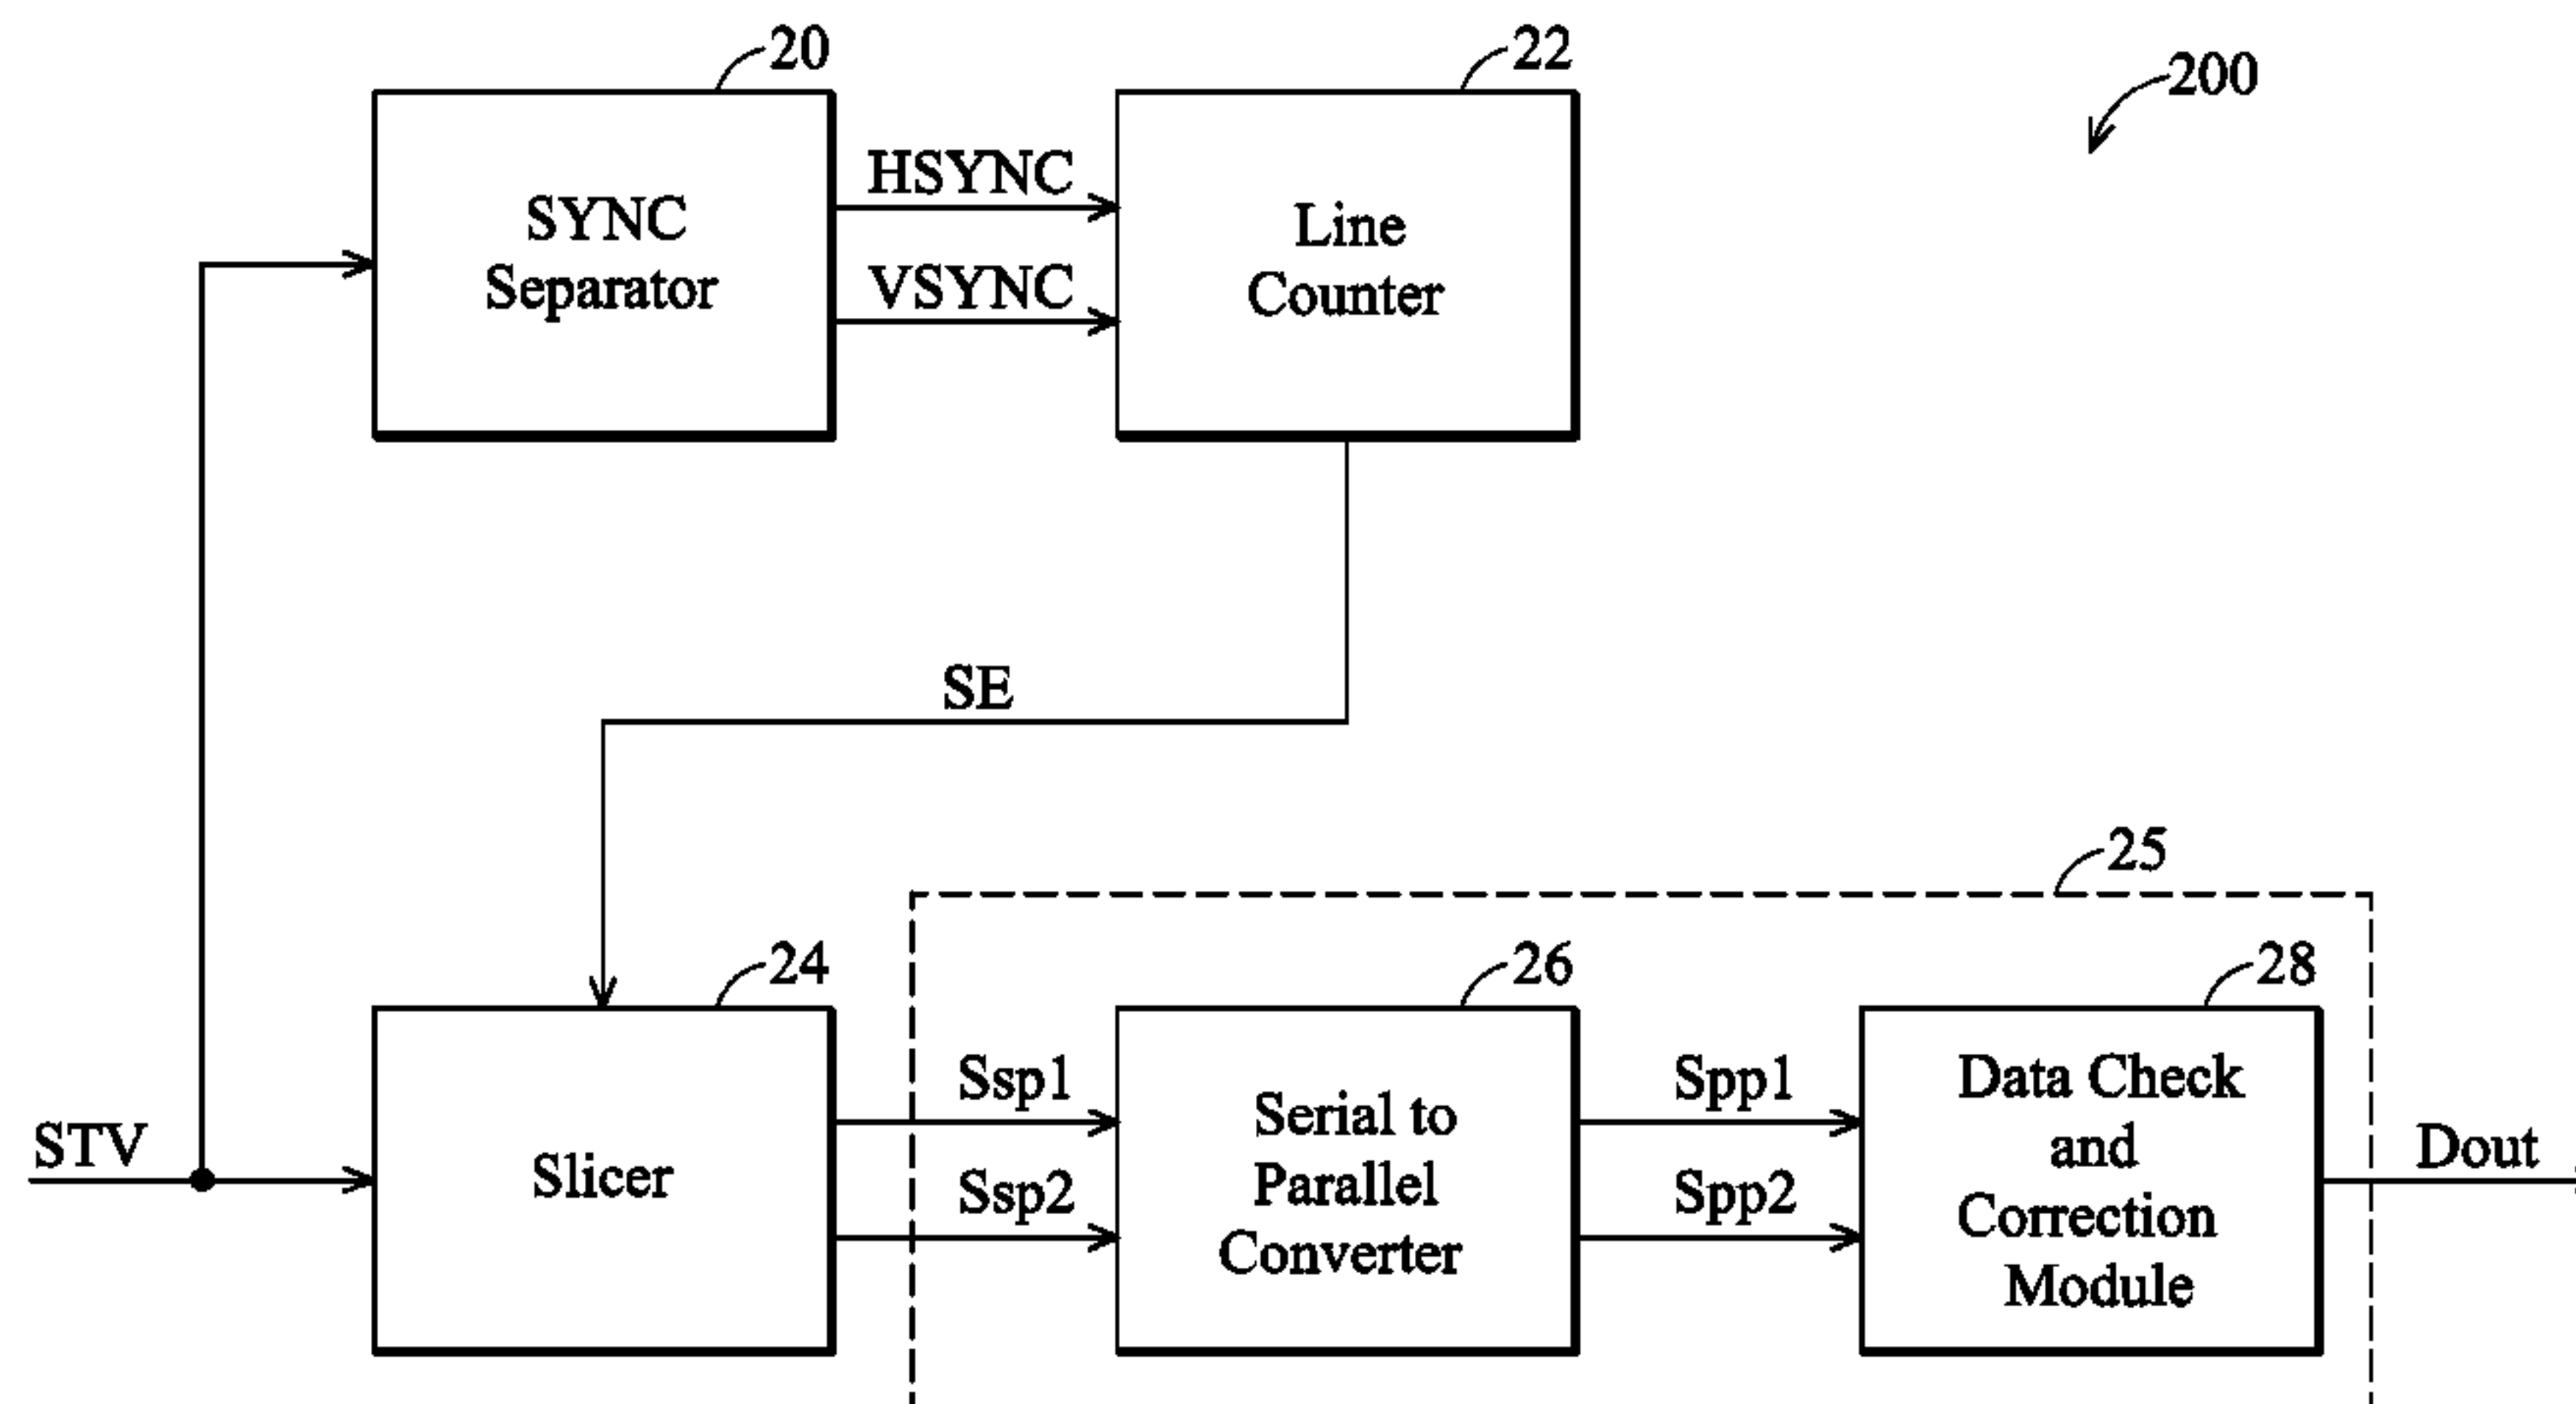 20
22
200
SYNC
Separator
HSYNC
VSYNC
Line
Counter
SE
25
24
26
28
STV
Slicer
Ssp1
Ssp2
Serial to
Parallel
Converter
Spp1
Spp2
Data Check
and
Correction
Module
Dout